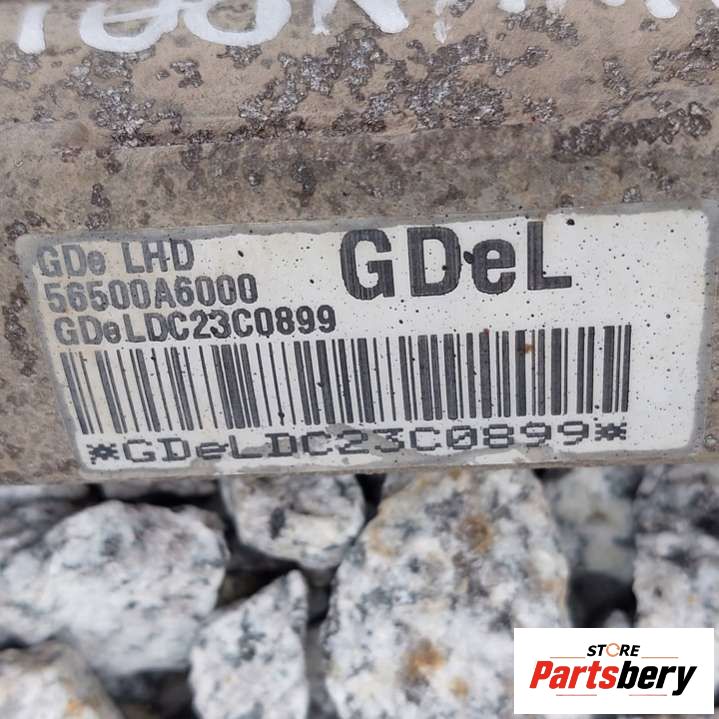 GDe LHD
GDeL
56500A6000
GDeLDC23C0899
*GDeLDC23C0899*
STORE
Partsbery